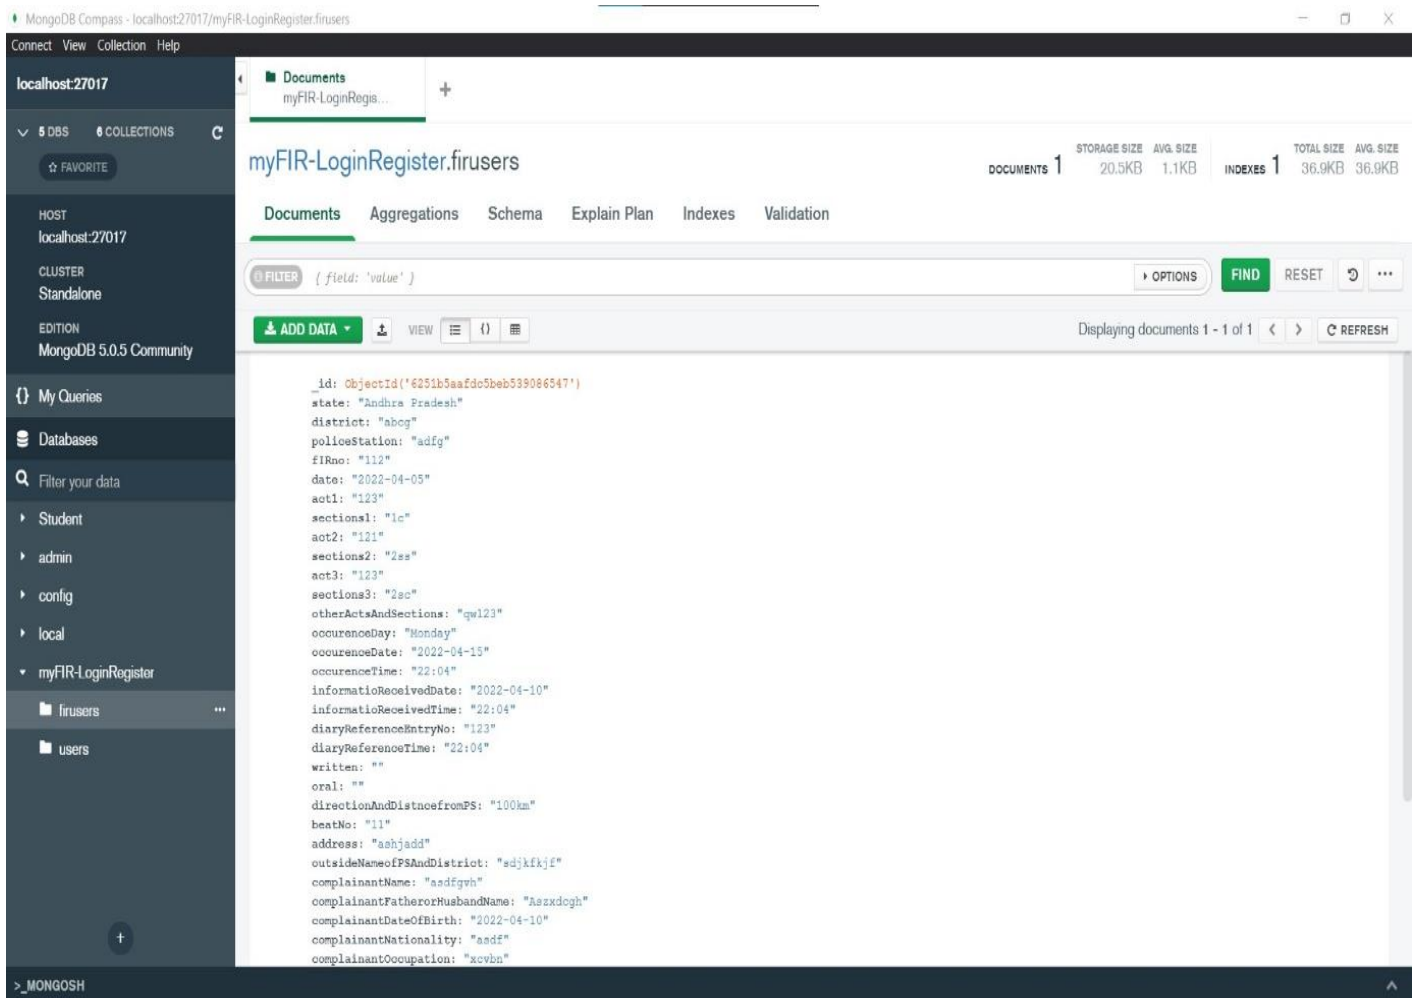 MongoDB Compass - localhost:27017/myFIR-LoginRegister.firusers
Connect View Collection Help
localhost:27017
5 DBS 6 COLLECTIONS
☆ FAVORITE
HOST
localhost:27017
CLUSTER
Standalone
EDITION
MongoDB 5.0.5 Community
{} My Queries
Databases
Filter your data
Student
admin
config
local
myFIR-LoginRegister
firusers
...
users
+
Documents
myFIR-LoginRegis...
+
myFIR-LoginRegister.firusers
DOCUMENTS 1
STORAGE SIZE AVG. SIZE
20.5KB 1.1KB
INDEXES 1
TOTAL SIZE AVG. SIZE
36.9KB 36.9KB
Documents Aggregations Schema Explain Plan Indexes Validation
FILTER { field: 'value' } OPTIONS FIND RESET ...
ADD DATA VIEW {} Displaying documents 1 - 1 of 1 < > REFRESH
_id: ObjectId('6251b5aafdc5beb539086547')
state: "Andhra Pradesh"
district: "abcg"
policeStation: "adfg"
fIRno: "112"
date: "2022-04-05"
act1: "123"
sections1: "1c"
act2: "121"
sections2: "2ss"
act3: "123"
sections3: "2sc"
otherActsAndSections: "qw123"
occurenceDay: "Monday"
occurenceDate: "2022-04-15"
occurenceTime: "22:04"
informatioReceivedDate: "2022-04-10"
informatioReceivedTime: "22:04"
diaryReferenceEntryNo: "123"
diaryReferenceTime: "22:04"
written: ""
oral: ""
directionAndDistncefromPS: "100km"
beatNo: "11"
address: "ashjadd"
outsideNameofPSAndDistrict: "sdjkfkjf"
complainantName: "asdfgvh"
complainantFatherorHusbandName: "Aszxdcgh"
complainantDateOfBirth: "2022-04-10"
complainantNationality: "asdf"
complainantOccupation: "xcvbn"
>_MONGOSH